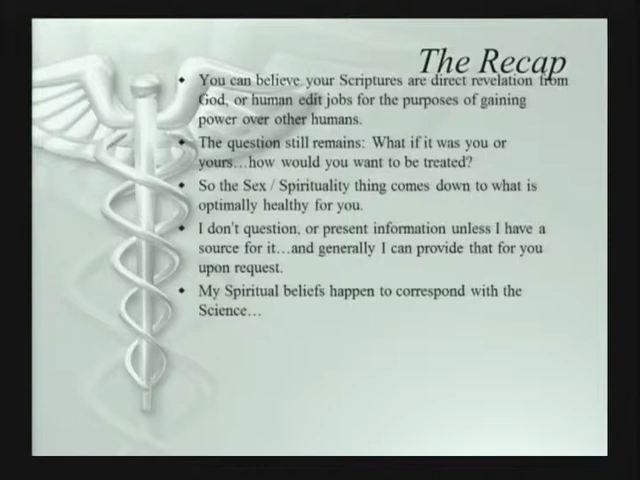 The Recap
You can believe your Scriptures are direct revelation from
God, or human edit jobs for the purposes of gaining
power over other humans.
The question still remains: What if it was you or
yours…how would you want to be treated?
So the Sex / Spirituality thing comes down to what is
optimally healthy for you.
I don't question, or present information unless I have a
source for it…and generally I can provide that for you
upon request.
My Spiritual beliefs happen to correspond with the
Science…